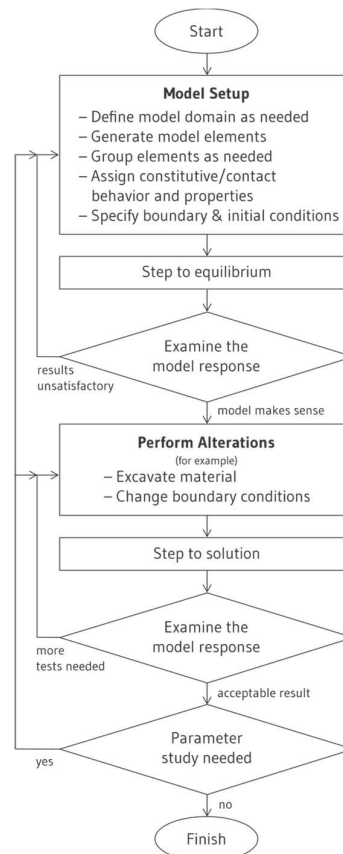 Start
Model Setup
– Define model domain as needed
– Generate model elements
– Group elements as needed
– Assign constitutive/contact
behavior and properties
– Specify boundary & initial conditions
Step to equilibrium
Examine the
model response
results
unsatisfactory
model makes sense
Perform Alterations
(for example)
– Excavate material
– Change boundary conditions
Step to solution
Examine the
model response
more
tests needed
acceptable result
Parameter
study needed
yes
no
Finish